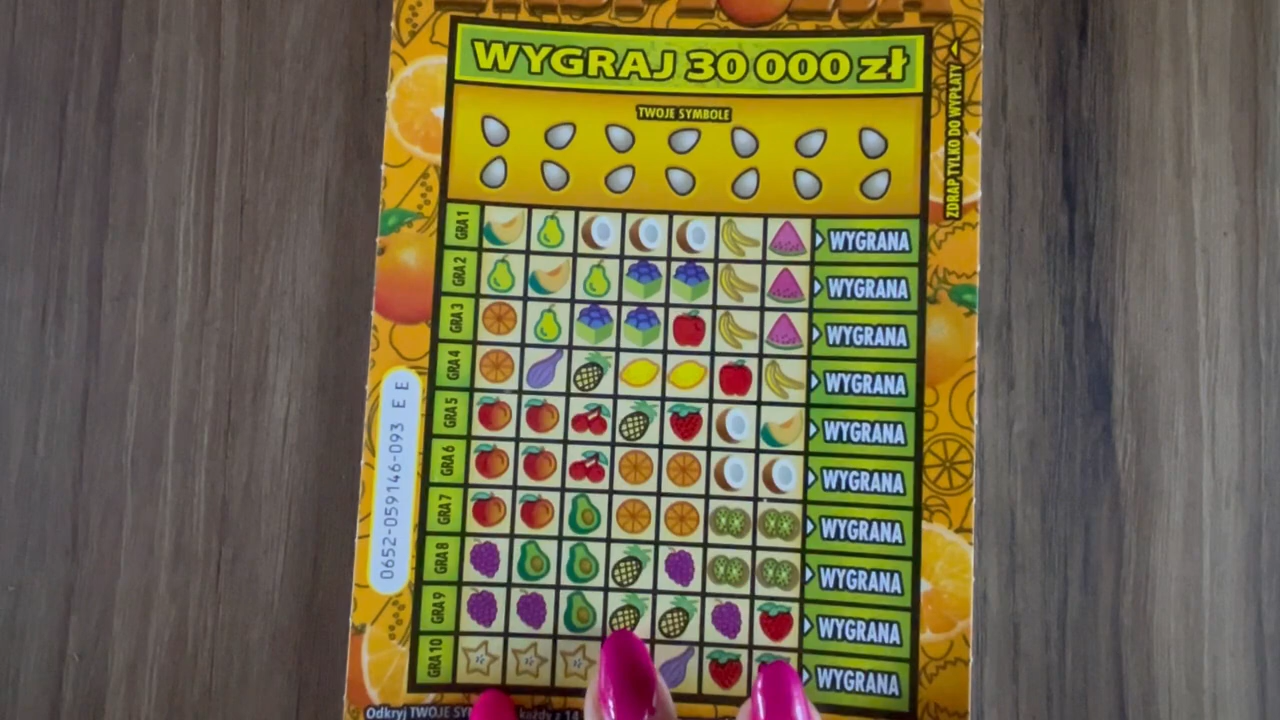 WYGRAJ 30 000 zł
TWOJE SYMBOLE
ZDRAP TYLKO DO WYPŁATY
GRA 1 WYGRANA
GRA 2 WYGRANA
GRA 3 WYGRANA
GRA 4 WYGRANA
GRA 5 WYGRANA
GRA 6 WYGRANA
GRA 7 WYGRANA
GRA 8 WYGRANA
GRA 9 WYGRANA
GRA 10 WYGRANA
0652-059146-093 E E
Odkryj TWOJE każdy z 14